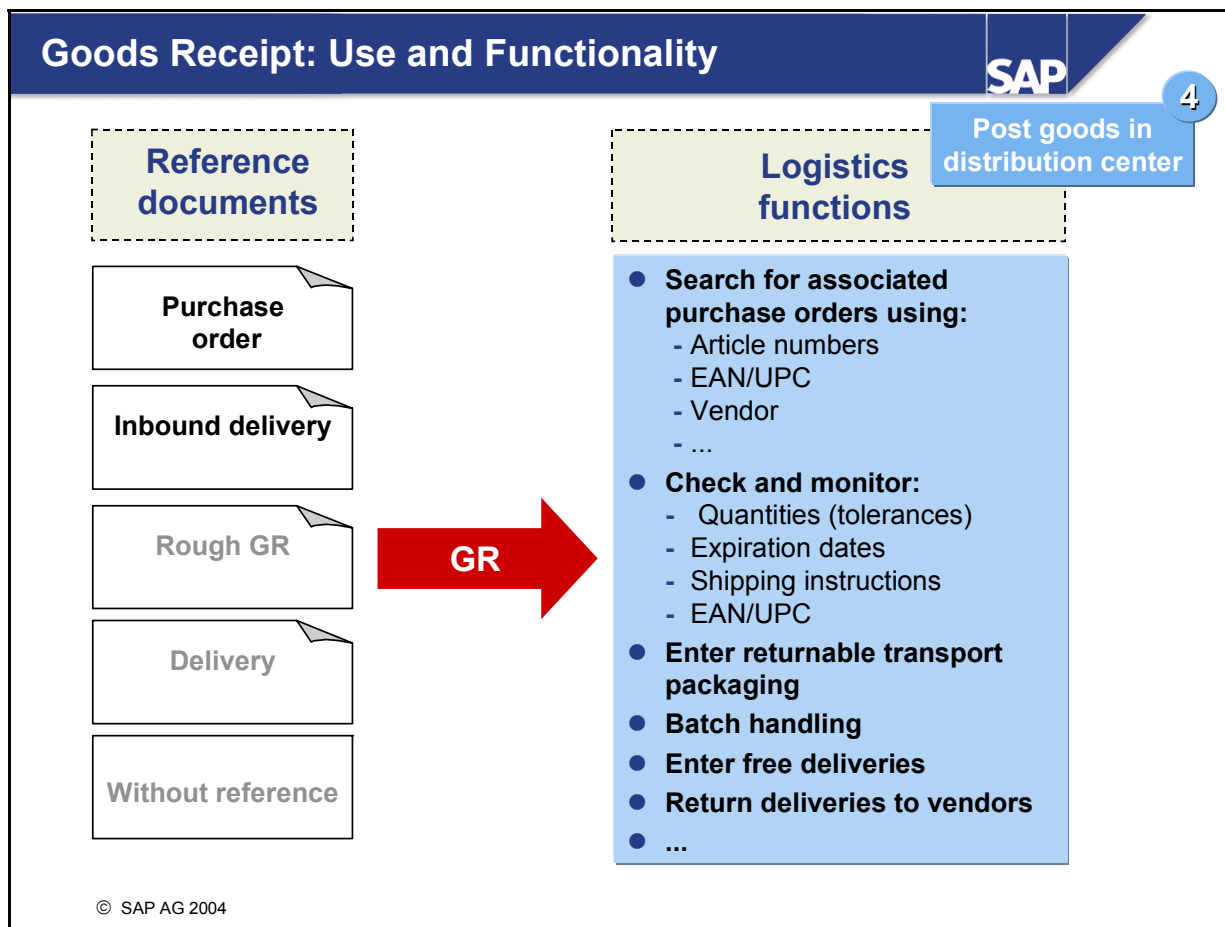 Goods Receipt: Use and Functionality
SAP
4
Post goods in
distribution center
Reference
documents
Purchase
order
Inbound delivery
Rough GR
Delivery
Without reference
GR
Logistics
functions
● Search for associated
purchase orders using:
- Article numbers
- EAN/UPC
- Vendor
- ...
● Check and monitor:
- Quantities (tolerances)
- Expiration dates
- Shipping instructions
- EAN/UPC
● Enter returnable transport
packaging
● Batch handling
● Enter free deliveries
● Return deliveries to vendors
● ...
© SAP AG 2004